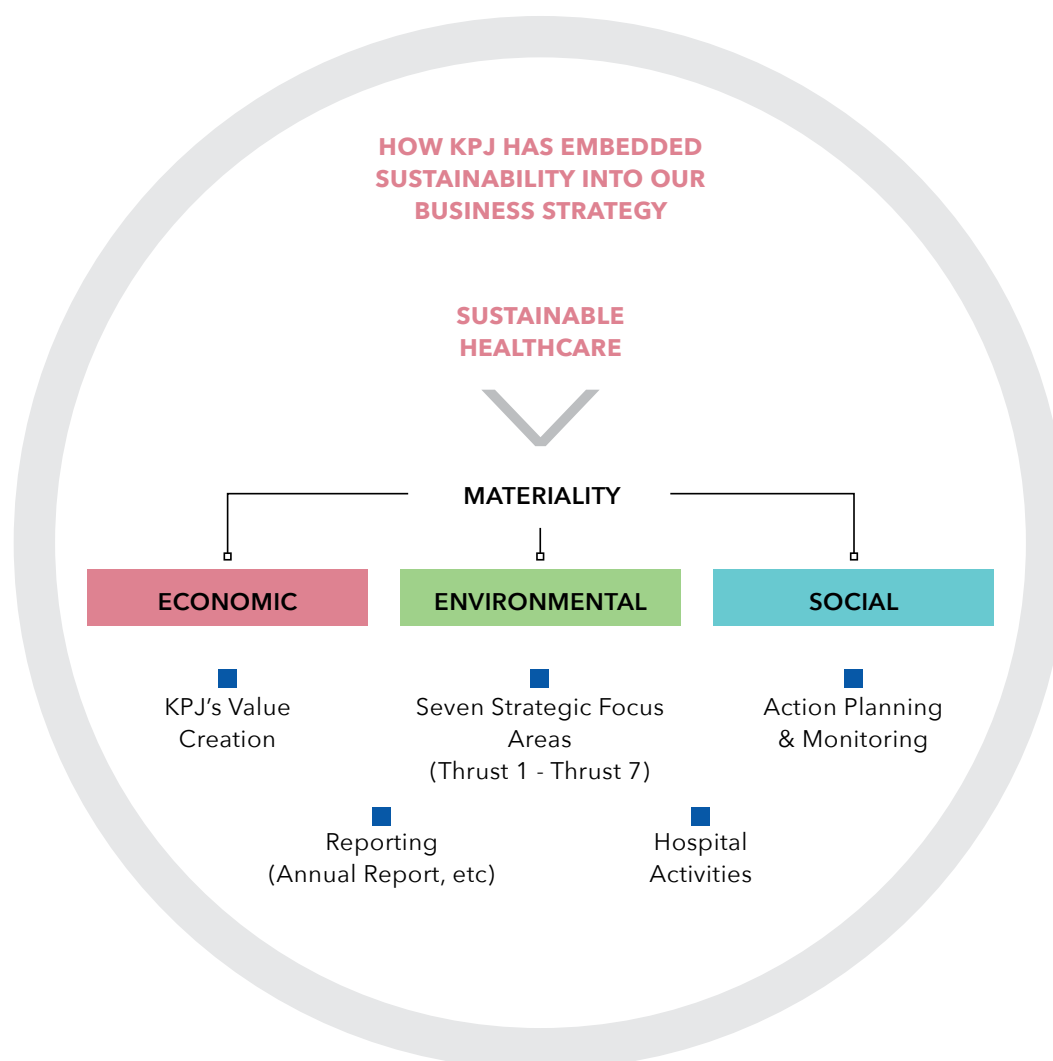 HOW KPJ HAS EMBEDDED
SUSTAINABILITY INTO OUR
BUSINESS STRATEGY
SUSTAINABLE
HEALTHCARE
MATERIALITY
ECONOMIC
ENVIRONMENTAL
SOCIAL
KPJ's Value
Creation
Seven Strategic Focus
Areas
(Thrust 1 - Thrust 7)
Action Planning
& Monitoring
Reporting
(Annual Report, etc)
Hospital
Activities